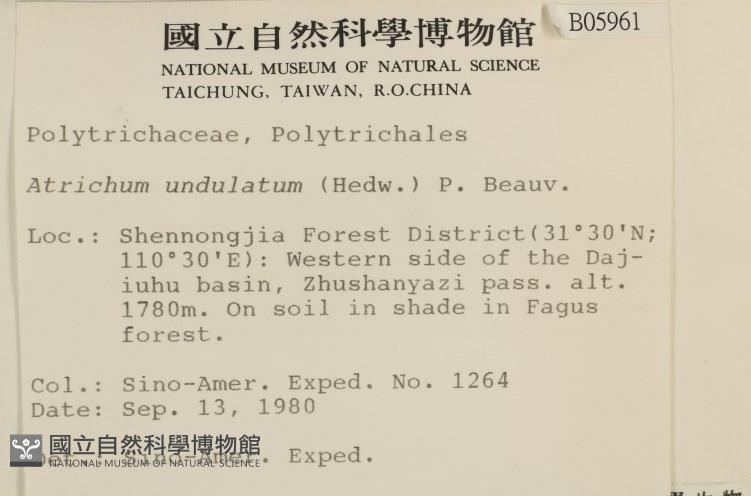 國立自然科學博物館
B05961
NATIONAL MUSEUM OF NATURAL SCIENCE
TAICHUNG, TAIWAN, R.O.CHINA
Polytrichaceae, Polytrichales
Atrichum undulatum (Hedw.) P. Beauv.
Loc.: Shennongjia Forest District(31°30'N;
110°30'E): Western side of the Daj-
iuhu basin, Zhushanyazi pass. alt.
1780m. On soil in shade in Fagus
forest.
Col.: Sino-Amer. Exped. No. 1264
Date: Sep. 13, 1980
國立自然科學博物館
NATIONAL MUSEUM OF NATURAL SCIENCE
Det.: Sino-Amer. Exped.